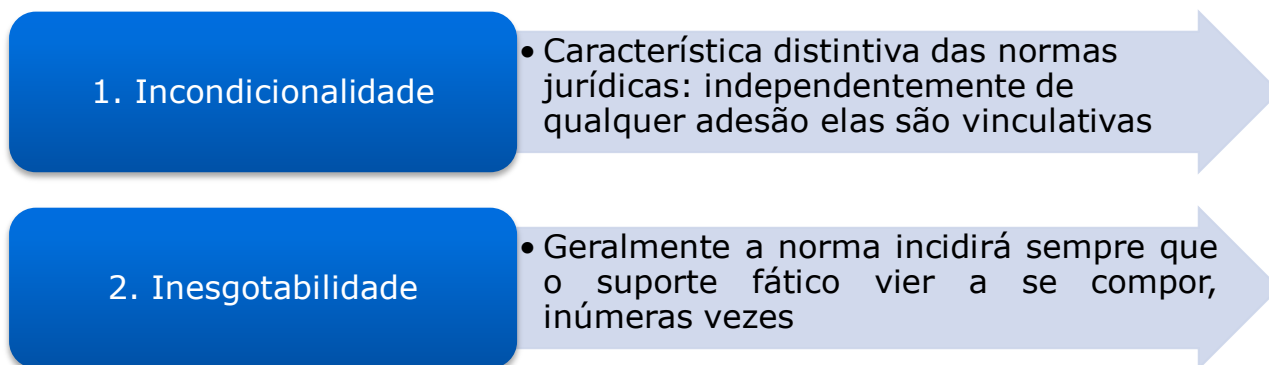 1. Incondicionalidade
• Característica distintiva das normas
jurídicas: independentemente de
qualquer adesão elas são vinculativas
2. Inesgotabilidade
• Geralmente a norma incidirá sempre que
o suporte fático vier a se compor,
inúmeras vezes